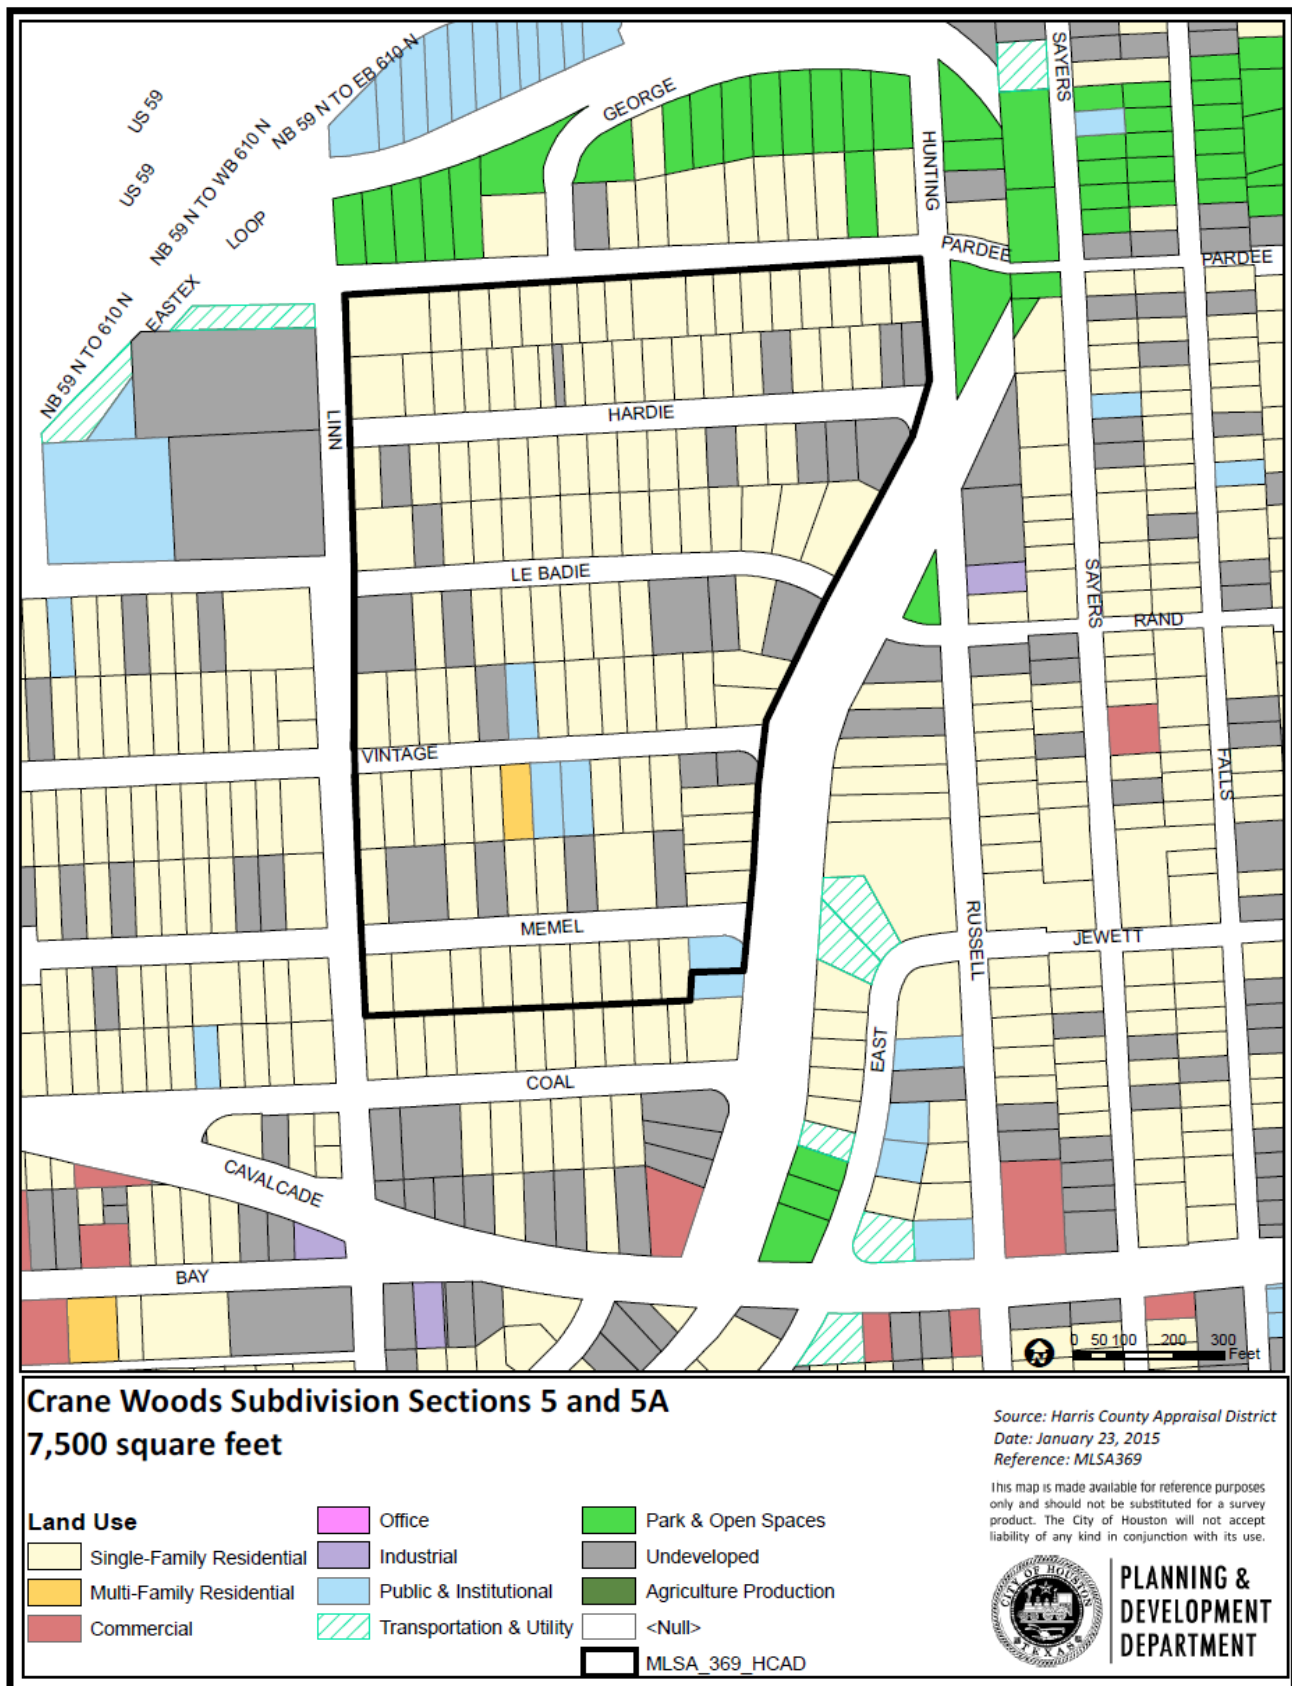 US 59
US 59
NB 59 N TO EB 610 N
NB 59 N TO WB 610 N
LOOP
NB 59 N TO 610 N
EASTEX
GEORGE
HUNTING
SAYERS
PARDEE
PARDEE
LINN
HARDIE
LE BADIE
SAYERS
RAND
FALLS
VINTAGE
MEMEL
RUSSELL
JEWETT
EAST
COAL
CAVALCADE
BAY
N
0 50 100 200 300
Feet
Crane Woods Subdivision Sections 5 and 5A
7,500 square feet
Source: Harris County Appraisal District
Date: January 23, 2015
Reference: MLSA369
This map is made available for reference purposes
only and should not be substituted for a survey
product. The City of Houston will not accept
liability of any kind in conjunction with its use.
Land Use
Single-Family Residential
Multi-Family Residential
Commercial
Office
Industrial
Public & Institutional
Transportation & Utility
Park & Open Spaces
Undeveloped
Agriculture Production
<Null>
MLSA_369_HCAD
CITY OF HOUSTON
TEXAS
PLANNING &
DEVELOPMENT
DEPARTMENT